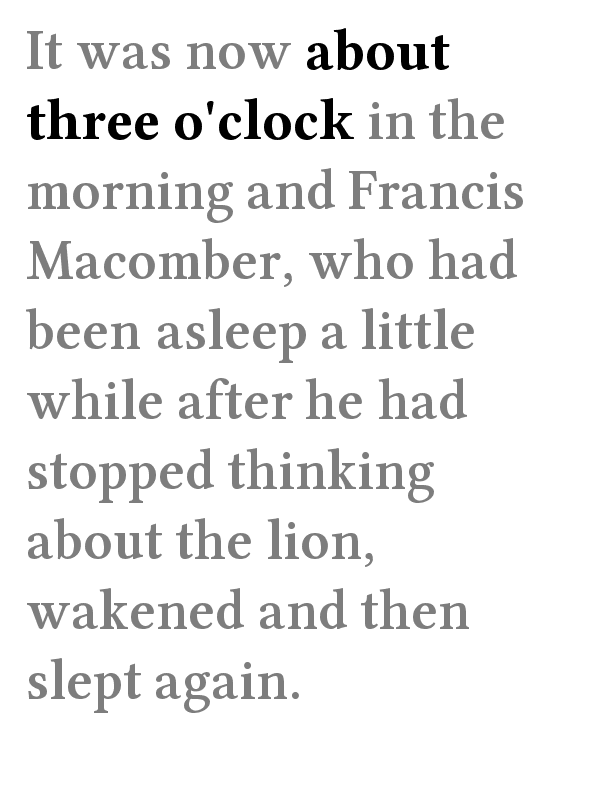 It was now about
three o'clock in the
morning and Francis
Macomber, who had
been asleep a little
while after he had
stopped thinking
about the lion,
wakened and then
slept again.